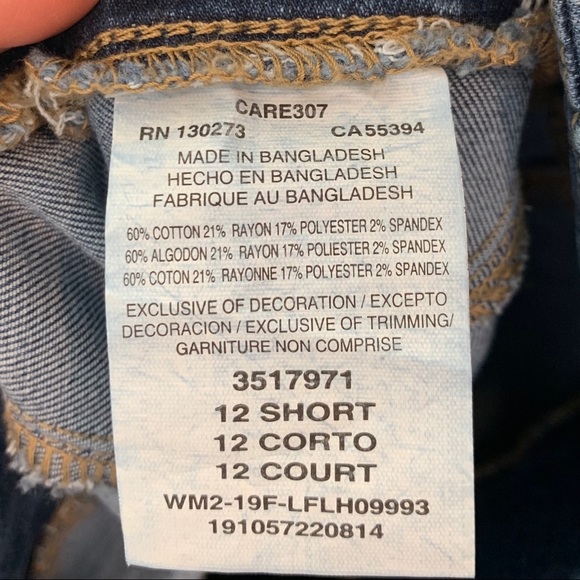 CARE307
RN 130273 CA55394
MADE IN BANGLADESH
HECHO EN BANGLADESH
FABRIQUE AU BANGLADESH
60% COTTON 21% RAYON 17% POLYESTER 2% SPANDEX
60% ALGODON 21% RAYON 17% POLIESTER 2% SPANDEX
60% COTON 21% RAYONNE 17% POLYESTER 2% SPANDEX
EXCLUSIVE OF DECORATION / EXCEPTO
DECORACION / EXCLUSIVE OF TRIMMING/
GARNITURE NON COMPRISE
3517971
12 SHORT
12 CORTO
12 COURT
WM2-19F-LFLH09993
191057220814